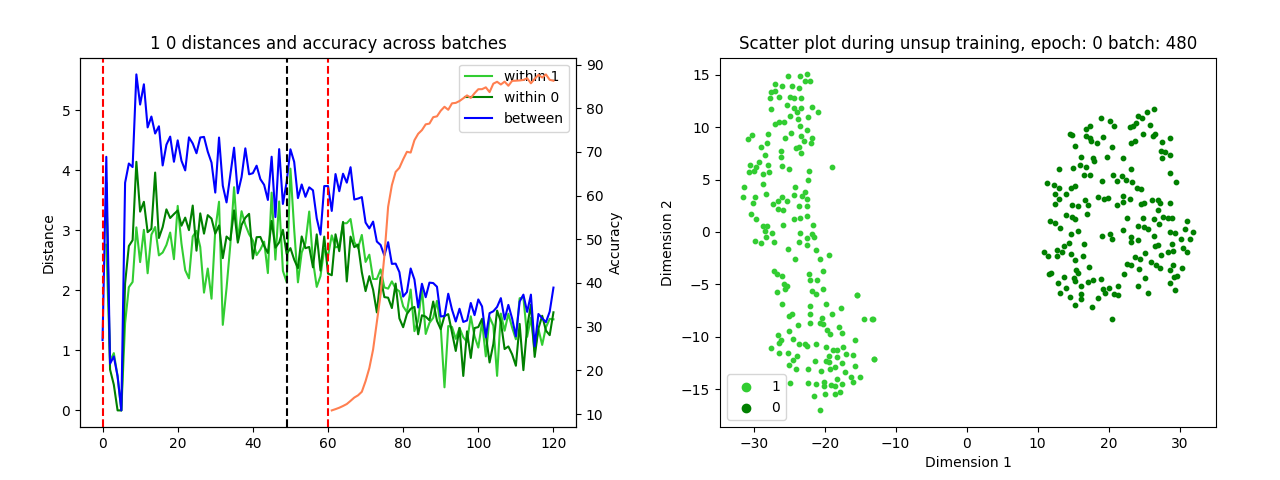 1 0 distances and accuracy across batches
Distance
5
4
3
2
1
0
0 20 40 60 80 100 120
within 1
within 0
between
90
80
70
60
50
40
30
20
10
Accuracy
Scatter plot during unsup training, epoch: 0 batch: 480
Dimension 2
15
10
5
0
−5
−10
−15
1
0
−30 −20 −10 0 10 20 30
Dimension 1